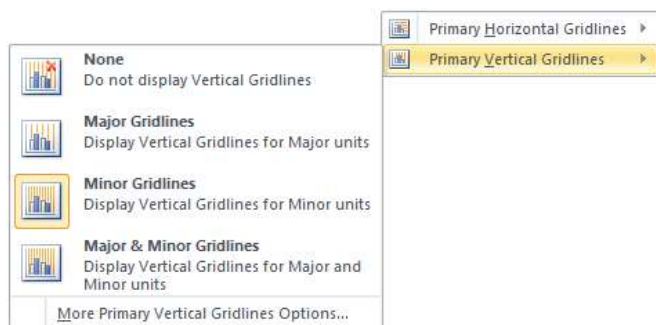 Primary Horizontal Gridlines
Primary Vertical Gridlines
None
Do not display Vertical Gridlines
Major Gridlines
Display Vertical Gridlines for Major units
Minor Gridlines
Display Vertical Gridlines for Minor units
Major & Minor Gridlines
Display Vertical Gridlines for Major and
Minor units
More Primary Vertical Gridlines Options...